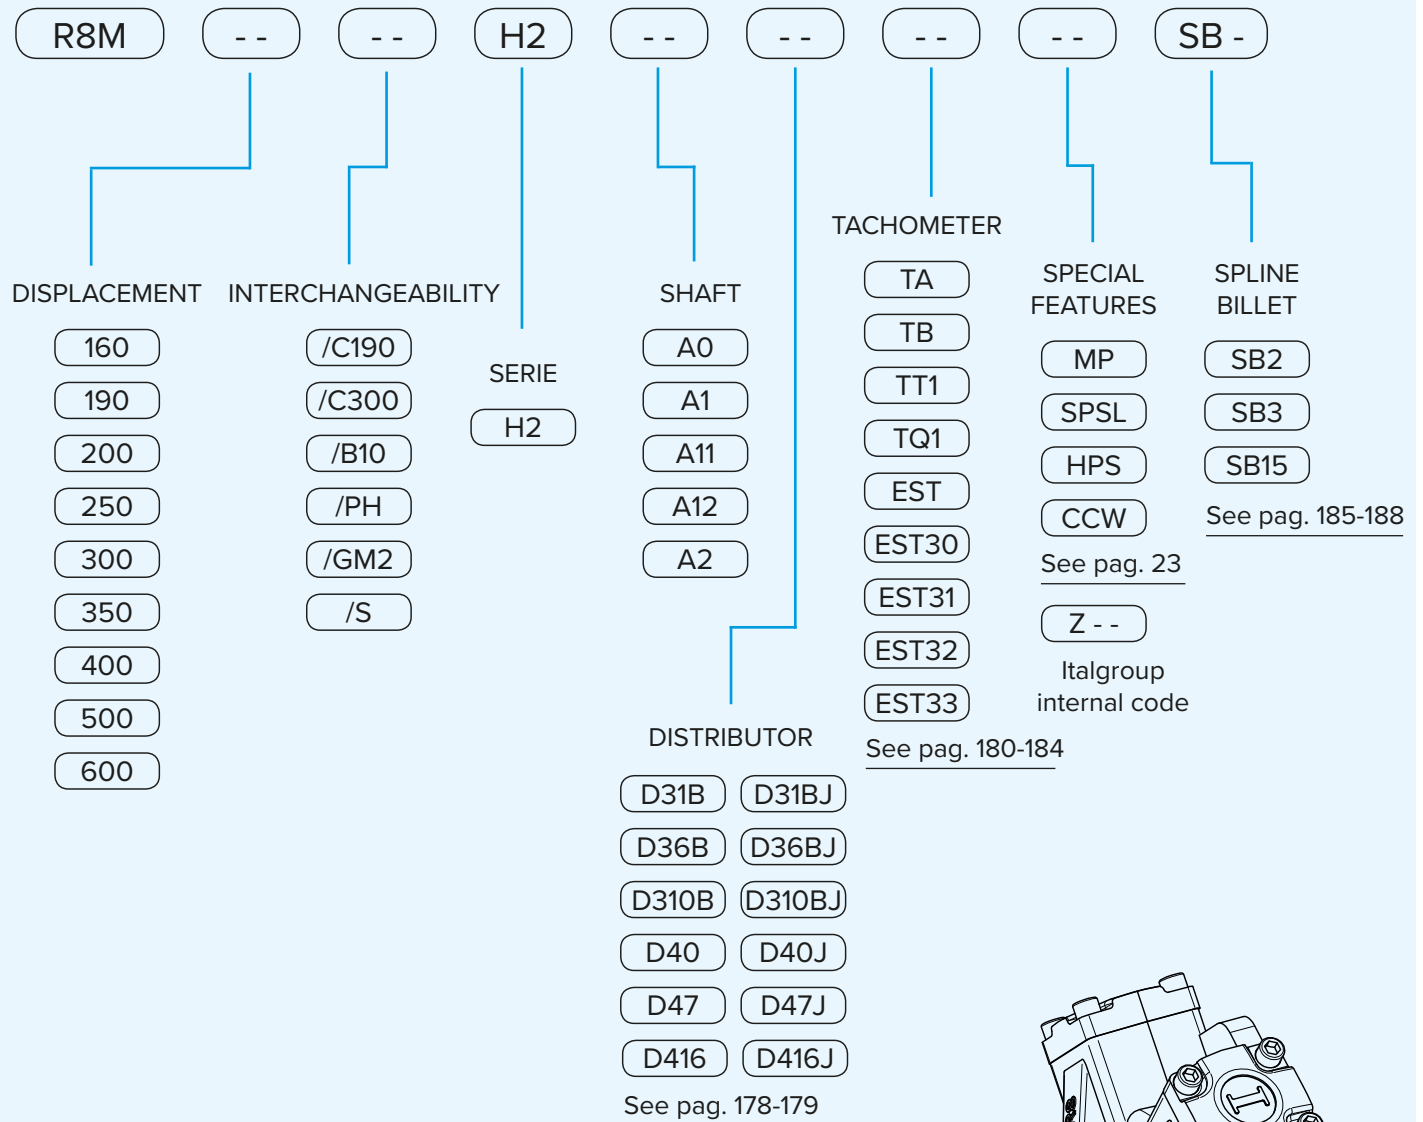 R8M - - - - H2 - - - - - - - - SB -
DISPLACEMENT
160
190
200
250
300
350
400
500
600
INTERCHANGEABILITY
/C190
/C300
/B10
/PH
/GM2
/S
SERIE
H2
SHAFT
A0
A1
A11
A12
A2
DISTRIBUTOR
D31B D31BJ
D36B D36BJ
D310B D310BJ
D40 D40J
D47 D47J
D416 D416J
See pag. 178-179
TACHOMETER
TA
TB
TT1
TQ1
EST
EST30
EST31
EST32
EST33
See pag. 180-184
SPECIAL
FEATURES
MP
SPSL
HPS
CCW
See pag. 23
Z - -
Italgroup
internal code
SPLINE
BILLET
SB2
SB3
SB15
See pag. 185-188